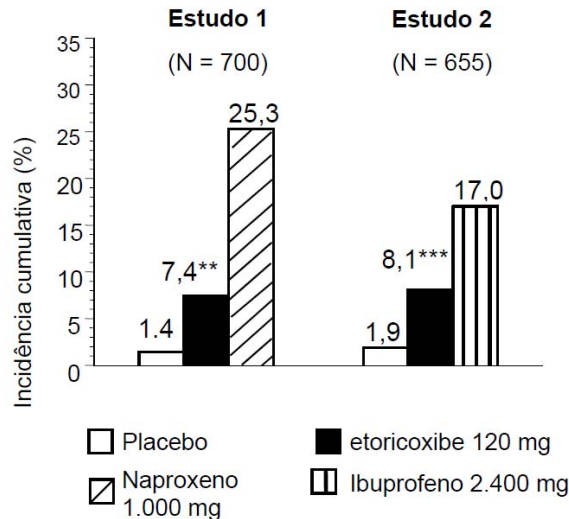 Estudo 1
(N = 700)
Estudo 2
(N = 655)
Incidência cumulativa (%)
35
30
25
20
15
10
5
0
1.4
7,4**
25,3
1,9
8,1***
17,0
Placebo
etoricoxibe 120 mg
Naproxeno
1.000 mg
Ibuprofeno 2.400 mg